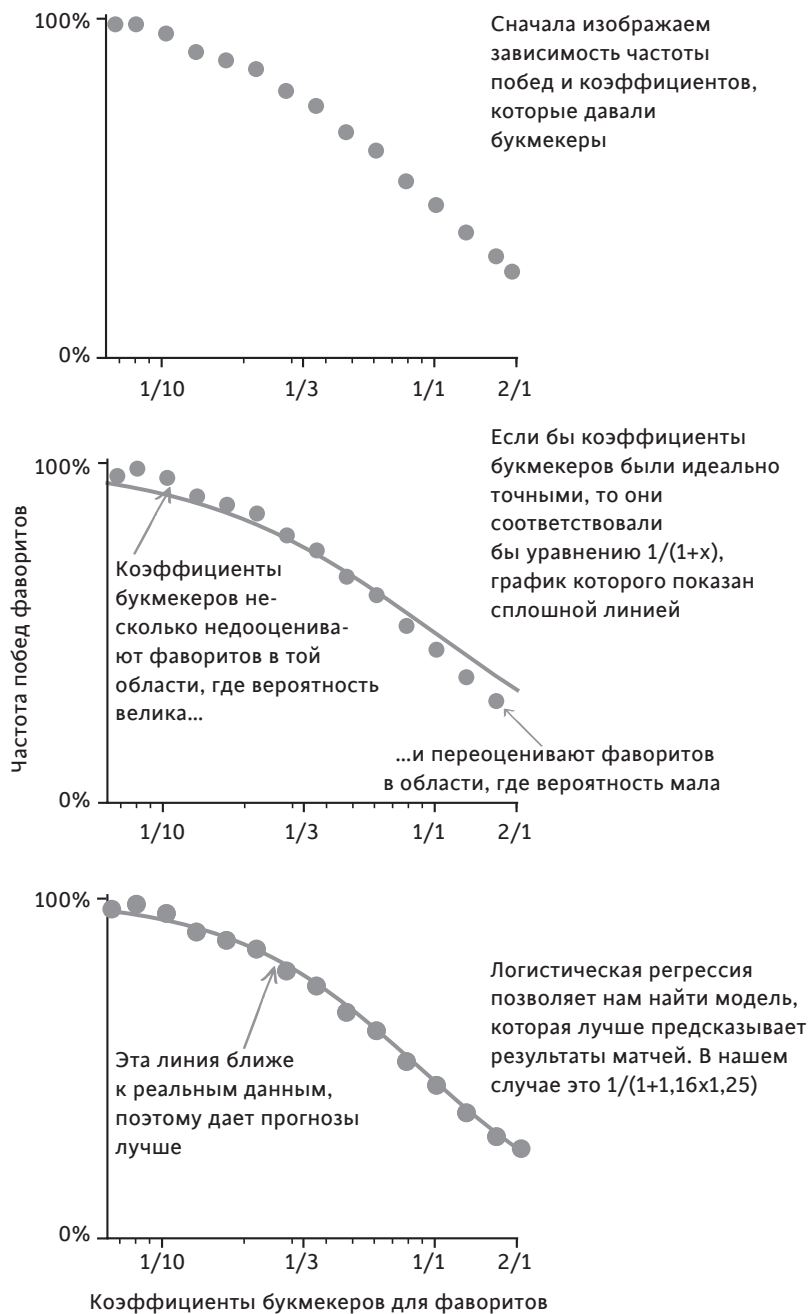 100%
Сначала изображаем
зависимость частоты
побед и коэффициентов,
которые давали
букмекеры
0%
1/10
1/3
1/1
2/1
Частота побед фаворитов
100%
Если бы коэффициенты
букмекеров были идеально
точными, то они
соответствовали
бы уравнению 1/(1+x),
график которого показан
сплошной линией
Коэффициенты
букмекеров не-
сколько недооценива-
ют фаворитов в той
области, где вероятность
велика...
...и переоценивают фаворитов
в области, где вероятность мала
0%
1/10
1/3
1/1
2/1
100%
Логистическая регрессия
позволяет нам найти модель,
которая лучше предсказывает
результаты матчей. В нашем
случае это 1/(1+1,16x1,25)
Эта линия ближе
к реальным данным,
поэтому дает прогнозы
лучше
0%
1/10
1/3
1/1
2/1
Коэффициенты букмекеров для фаворитов